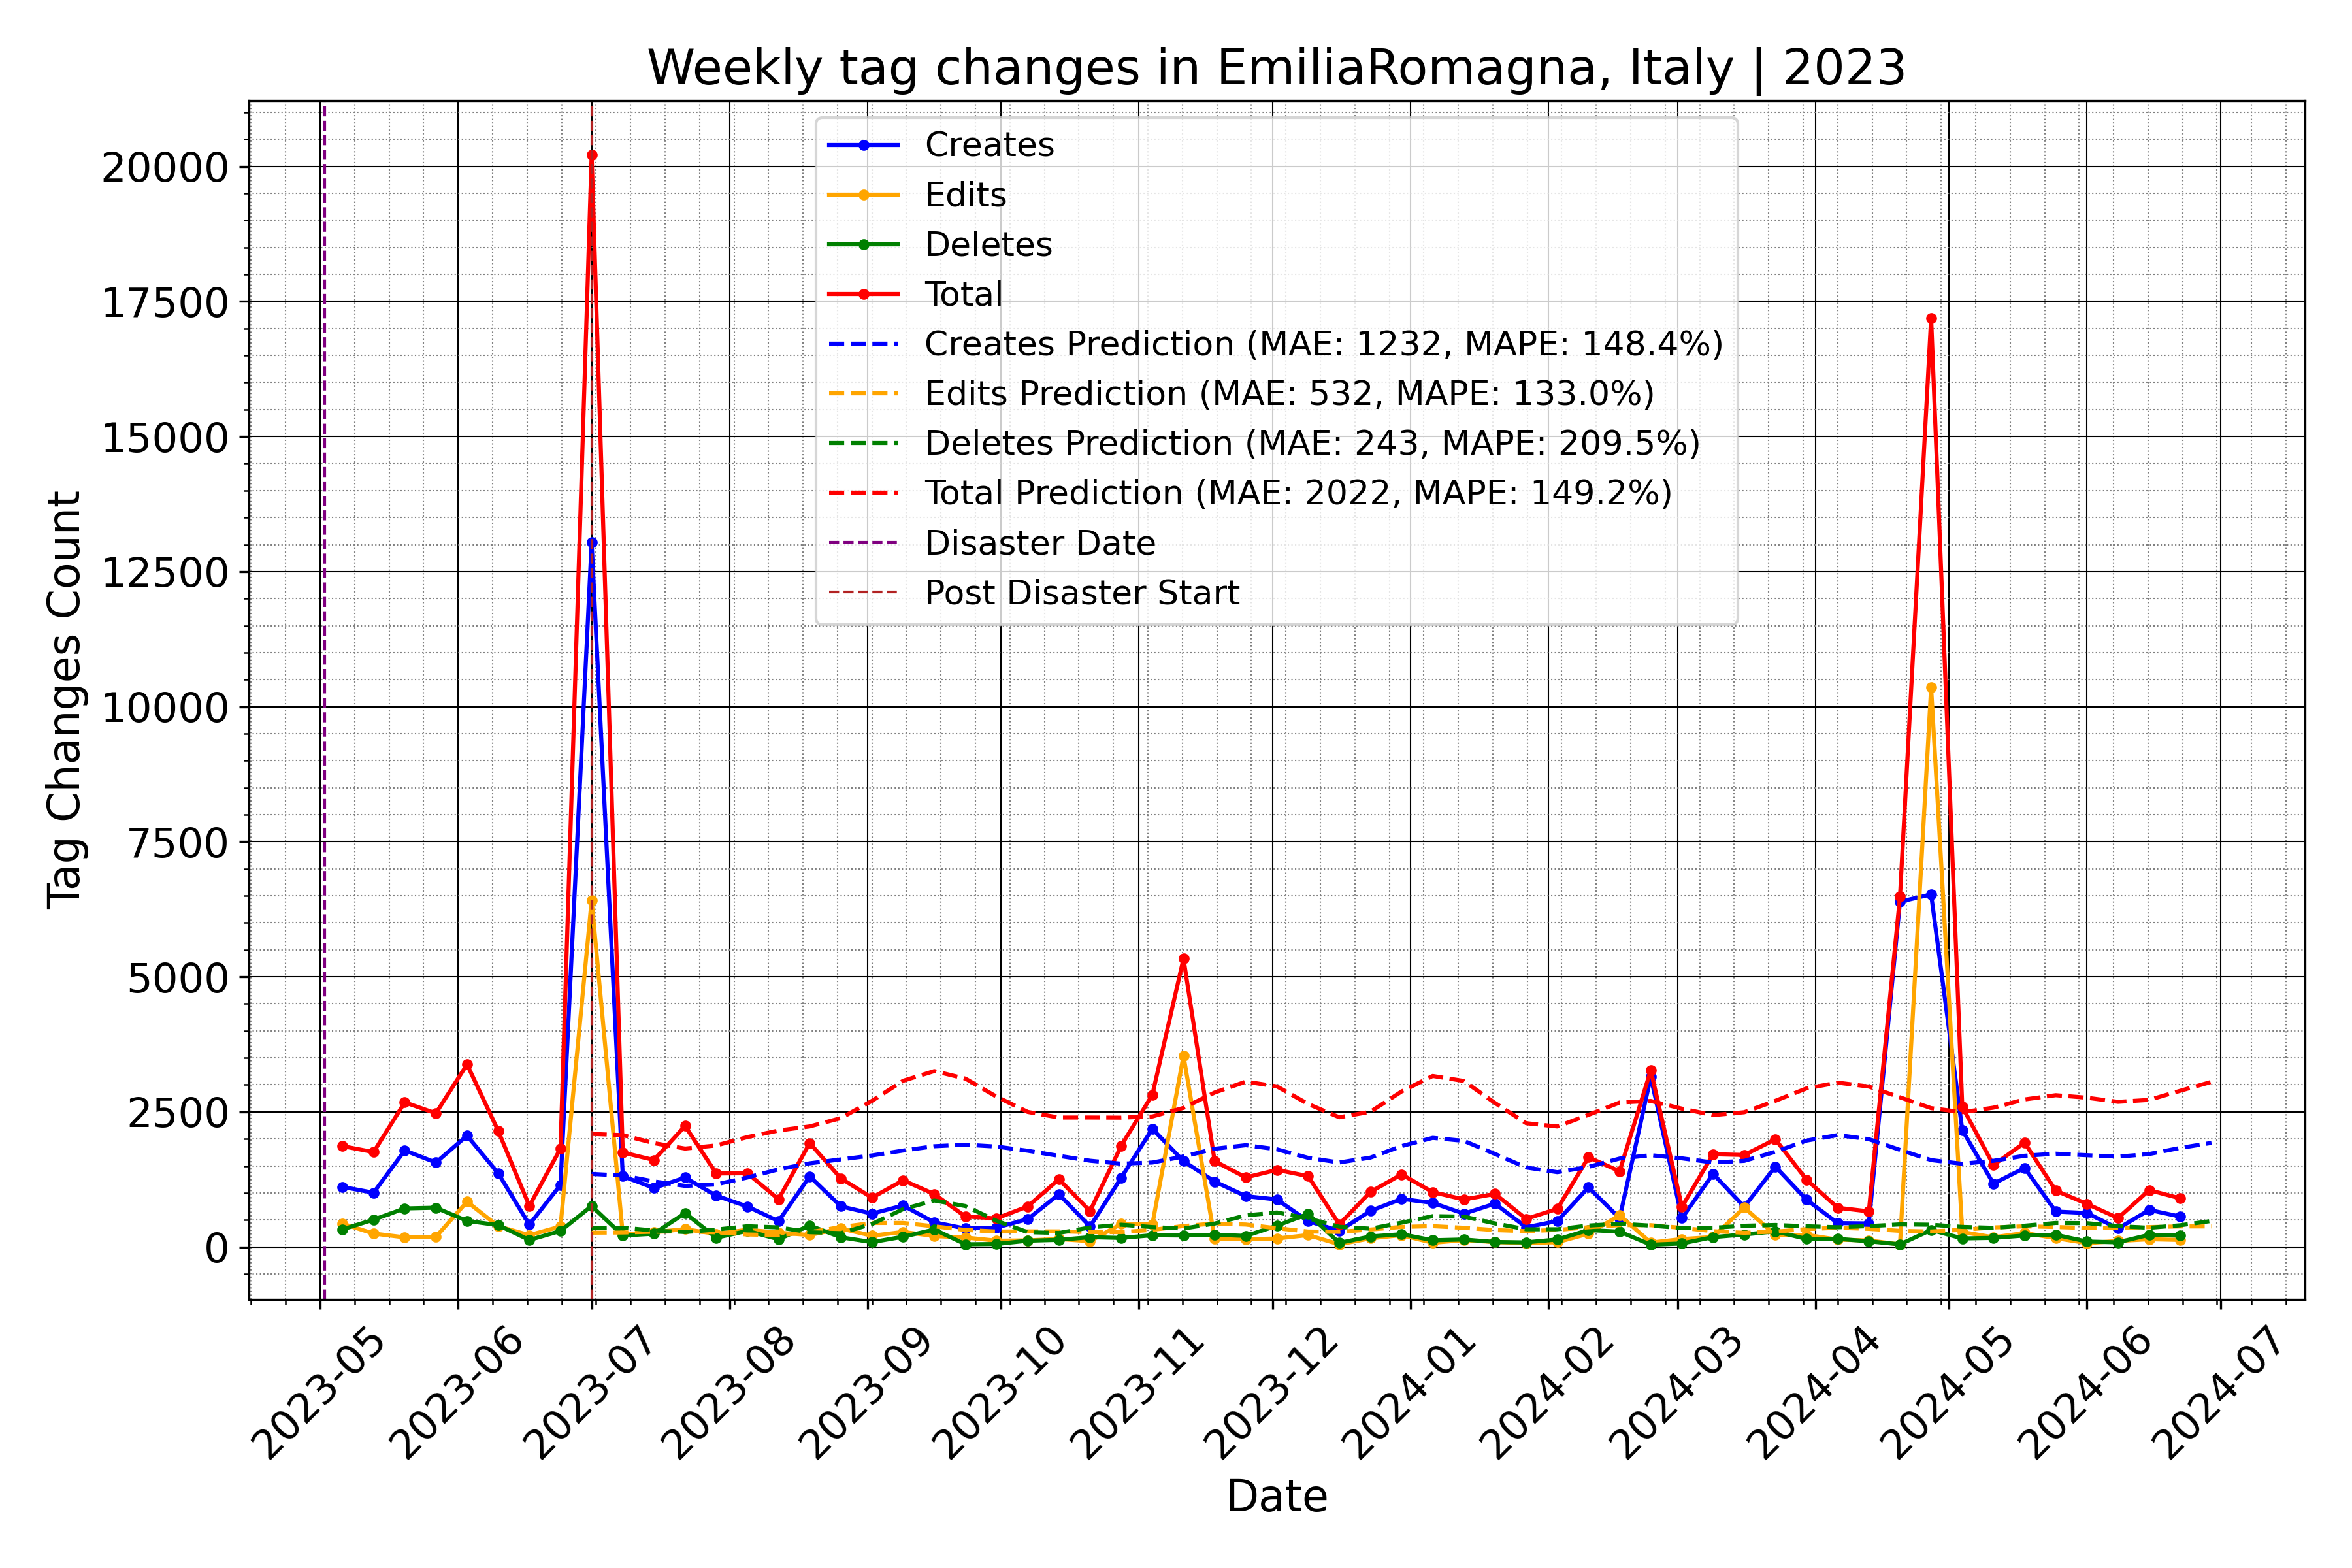 Weekly tag changes in EmiliaRomagna, Italy | 2023
Tag Changes Count
20000
17500
15000
12500
10000
7500
5000
2500
0
Creates
Edits
Deletes
Total
Creates Prediction (MAE: 1232, MAPE: 148.4%)
Edits Prediction (MAE: 532, MAPE: 133.0%)
Deletes Prediction (MAE: 243, MAPE: 209.5%)
Total Prediction (MAE: 2022, MAPE: 149.2%)
Disaster Date
Post Disaster Start
2023-05
2023-06
2023-07
2023-08
2023-09
2023-10
2023-11
2023-12
2024-01
2024-02
2024-03
2024-04
2024-05
2024-06
2024-07
Date